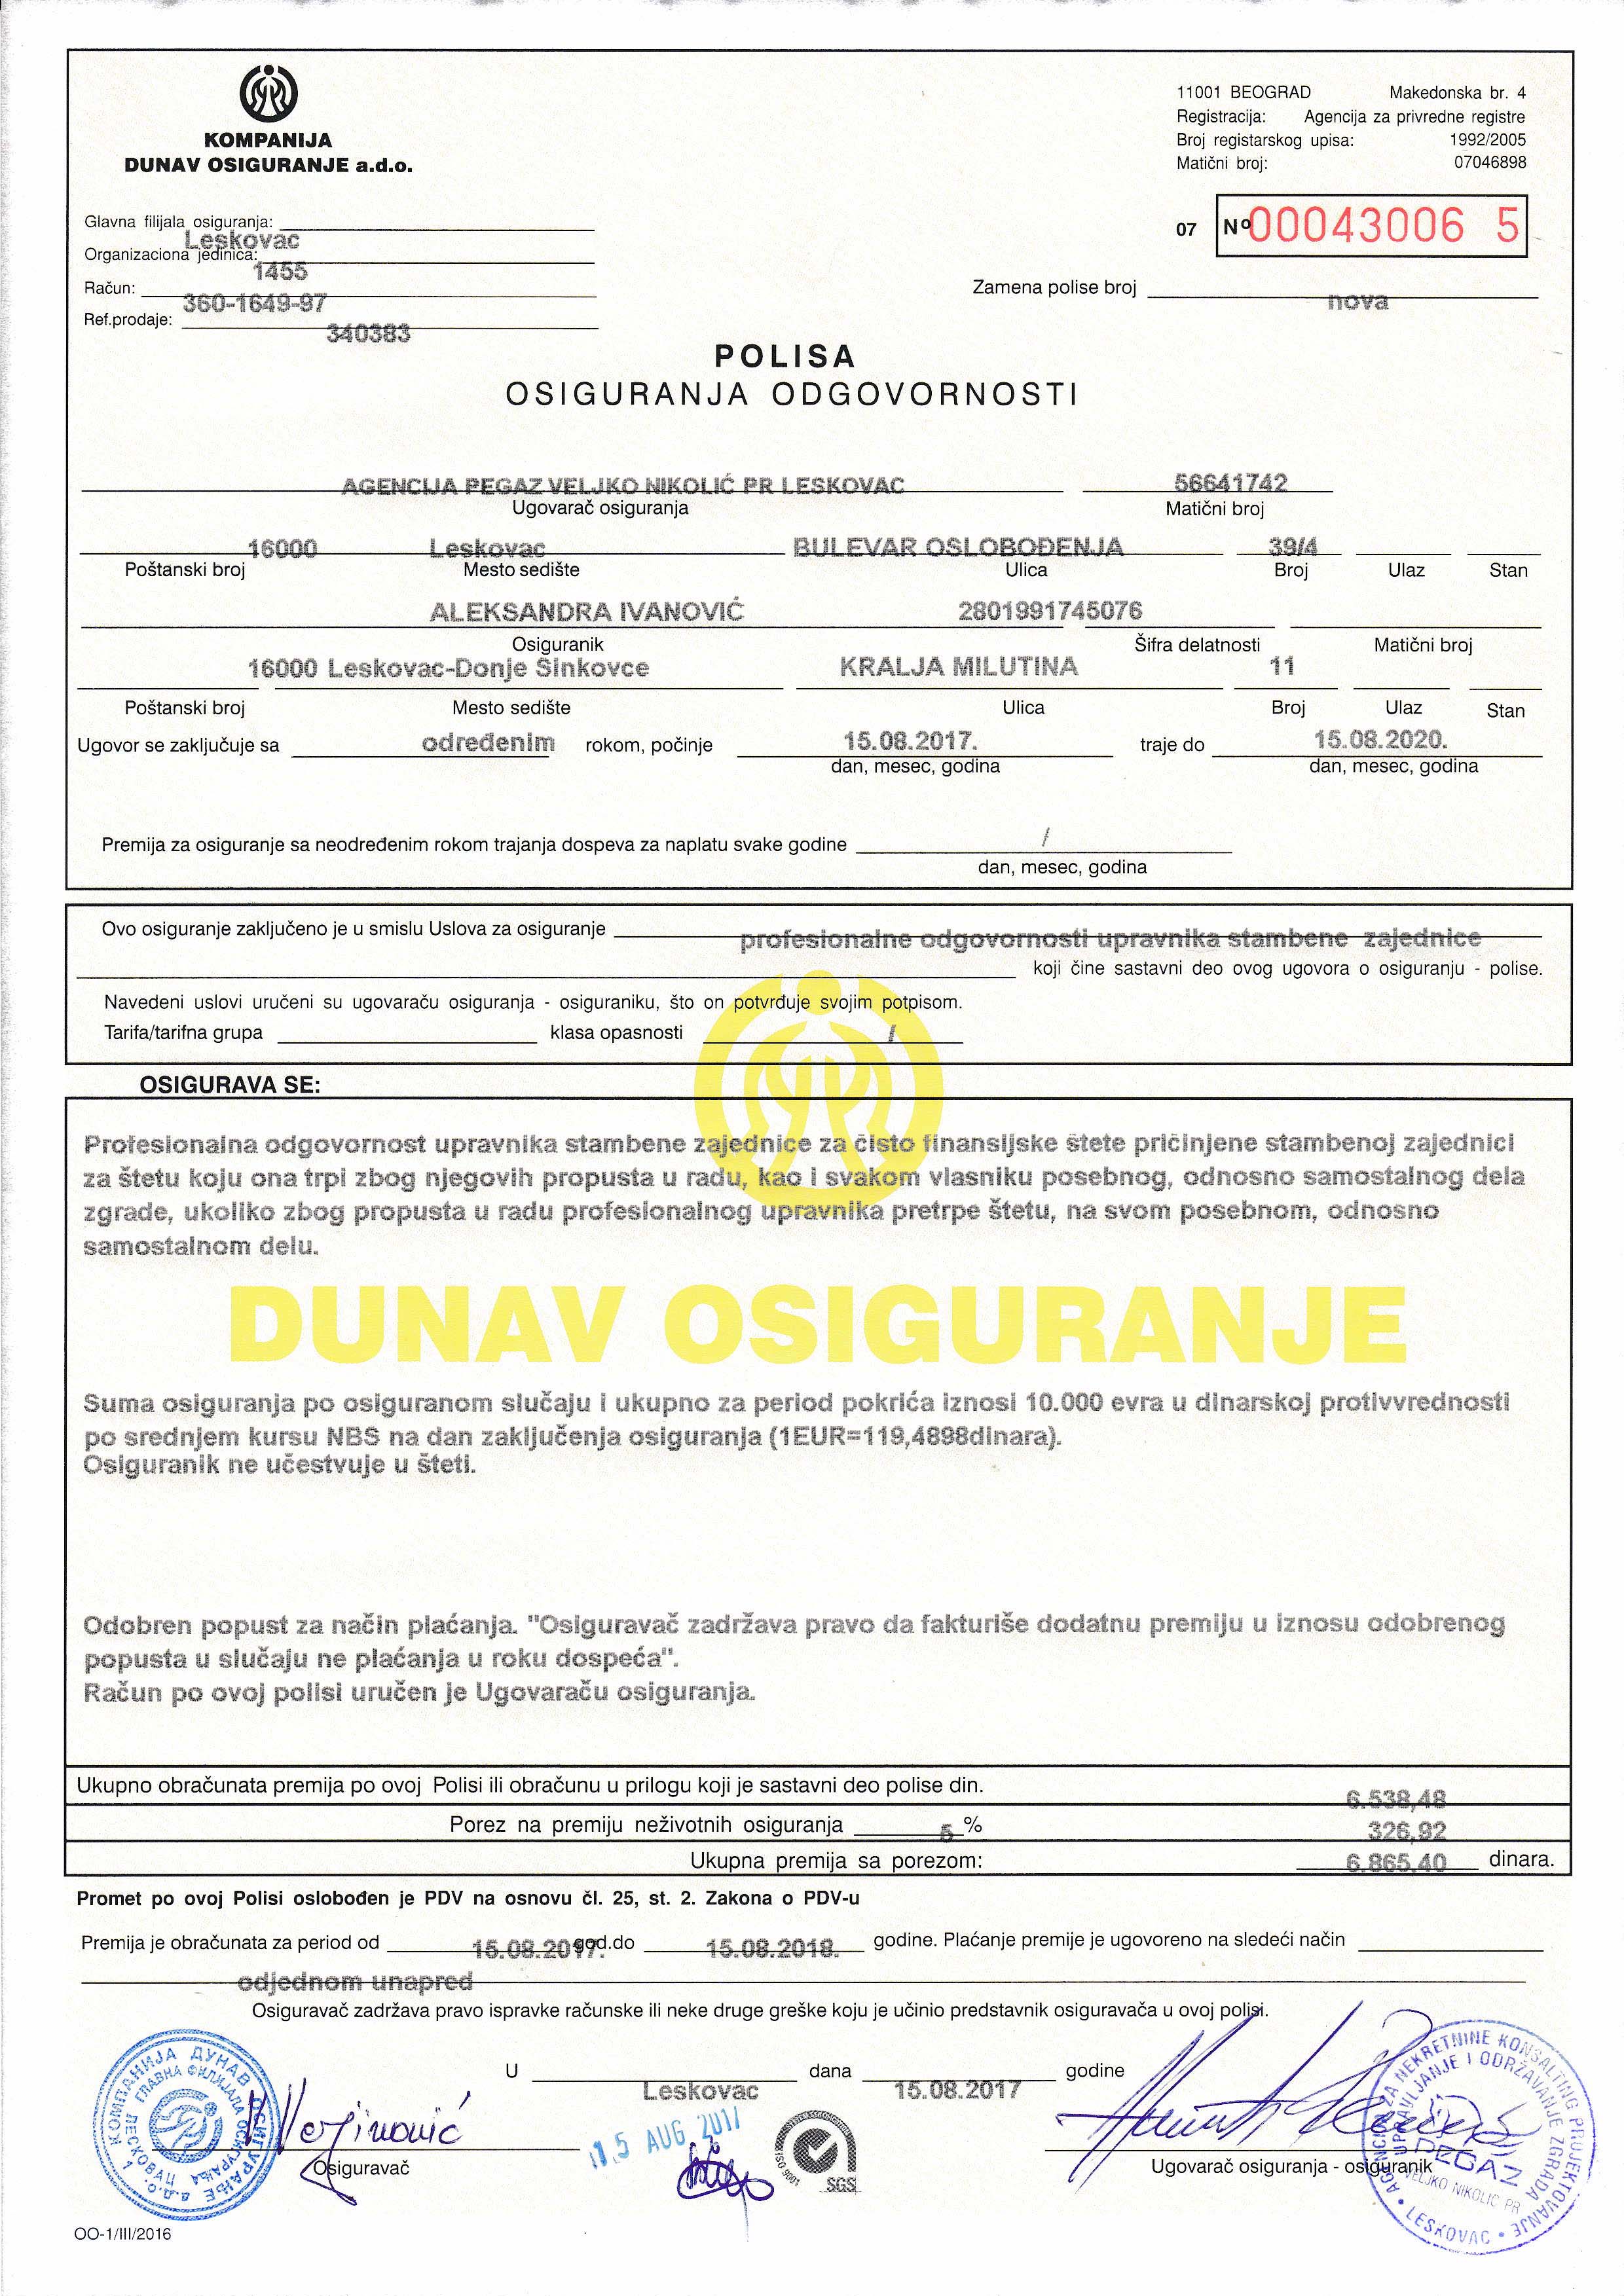 KOMPANIJA
DUNAV OSIGURANJE a.d.o.
11001 BEOGRAD Makedonska br. 4
Registracija: Agencija za privredne registre
Broj registarskog upisa: 1992/2005
Matični broj: 07046898
Glavna filijala osiguranja:
Leskovac
Organizaciona jedinica:
1455
Račun:
360-1649-97
Ref.prodaje:
340383
07 Nº00043006 5
Zamena polise broj nova
POLISA
OSIGURANJA ODGOVORNOSTI
AGENCIJA PEGAZ VELJKO NIKOLIĆ PR LESKOVAC 56641742
Ugovarač osiguranja Matični broj
16000 Leskovac BULEVAR OSLOBOĐENJA 39/4
Poštanski broj Mesto sedište Ulica Broj Ulaz Stan
ALEKSANDRA IVANOVIĆ 2801991745076
Osiguranik Šifra delatnosti Matični broj
16000 Leskovac-Donje Sinkovce KRALJA MILUTINA 11
Poštanski broj Mesto sedište Ulica Broj Ulaz Stan
Ugovor se zaključuje sa određenim rokom, počinje 15.08.2017. traje do 15.08.2020.
dan, mesec, godina dan, mesec, godina
Premija za osiguranje sa neodređenim rokom trajanja dospeva za naplatu svake godine /
dan, mesec, godina
Ovo osiguranje zaključeno je u smislu Uslova za osiguranje profesionalne odgovornosti upravnika stambene zajednice
koji čine sastavni deo ovog ugovora o osiguranju - polise.
Navedeni uslovi uručeni su ugovaraču osiguranja - osiguraniku, što on potvrđuje svojim potpisom.
Tarifa/tarifna grupa klasa opasnosti /
OSIGURAVA SE:
Profesionalna odgovornost upravnika stambene zajednice za čisto finansijske štete pričinjene stambenoj zajednici
za štetu koju ona trpi zbog njegovih propusta u radu, kao i svakom vlasniku posebnog, odnosno samostalnog dela
zgrade, ukoliko zbog propusta u radu profesionalnog upravnika pretrpe štetu, na svom posebnom, odnosno
samostalnom delu.
DUNAV OSIGURANJE
Suma osiguranja po osiguranom slučaju i ukupno za period pokrića iznosi 10.000 evra u dinarskoj protivvrednosti
po srednjem kursu NBS na dan zaključenja osiguranja (1EUR=119,4898dinara).
Osiguranik ne učestvuje u šteti.
Odobren popust za način plaćanja. "Osiguravač zadržava pravo da fakturiše dodatnu premiju u iznosu odobrenog
popusta u slučaju ne plaćanja u roku dospeća".
Račun po ovoj polisi uručen je Ugovaraču osiguranja.
Ukupno obračunata premija po ovoj Polisi ili obračunu u prilogu koji je sastavni deo polise din. 6.538,48
Porez na premiju neživotnih osiguranja 5 % 326,92
Ukupna premija sa porezom: 6.865,40 dinara.
Promet po ovoj Polisi oslobođen je PDV na osnovu čl. 25, st. 2. Zakona o PDV-u
Premija je obračunata za period od 15.08.2017. god.do 15.08.2018. godine. Plaćanje premije je ugovoreno na sledeći način
odjednom unapred
Osiguravač zadržava pravo ispravke računske ili neke druge greške koju je učinio predstavnik osiguravača u ovoj polisi.
U Leskovac dana 15.08.2017 godine
15 AUG 2017
КОМПАНИЈА ДУНАВ ОСИГУРАЊЕ а.д.о.
ГЛАВНА ФИЛИЈАЛА ОСИГУРАЊА ЛЕСКОВАЦ
1
SYSTEM CERTIFICATION
ISO 9001
SGS
AGENCIJA ZA NEKRETNINE KONSALTING PROJEKTOVANJE
UPRAVLJANJE I ODRŽAVANJE ZGRADA
PEGAZ
VELJKO NIKOLIĆ PR
LESKOVAC
Osiguravač Ugovarač osiguranja - osiguranik
OO-1/III/2016